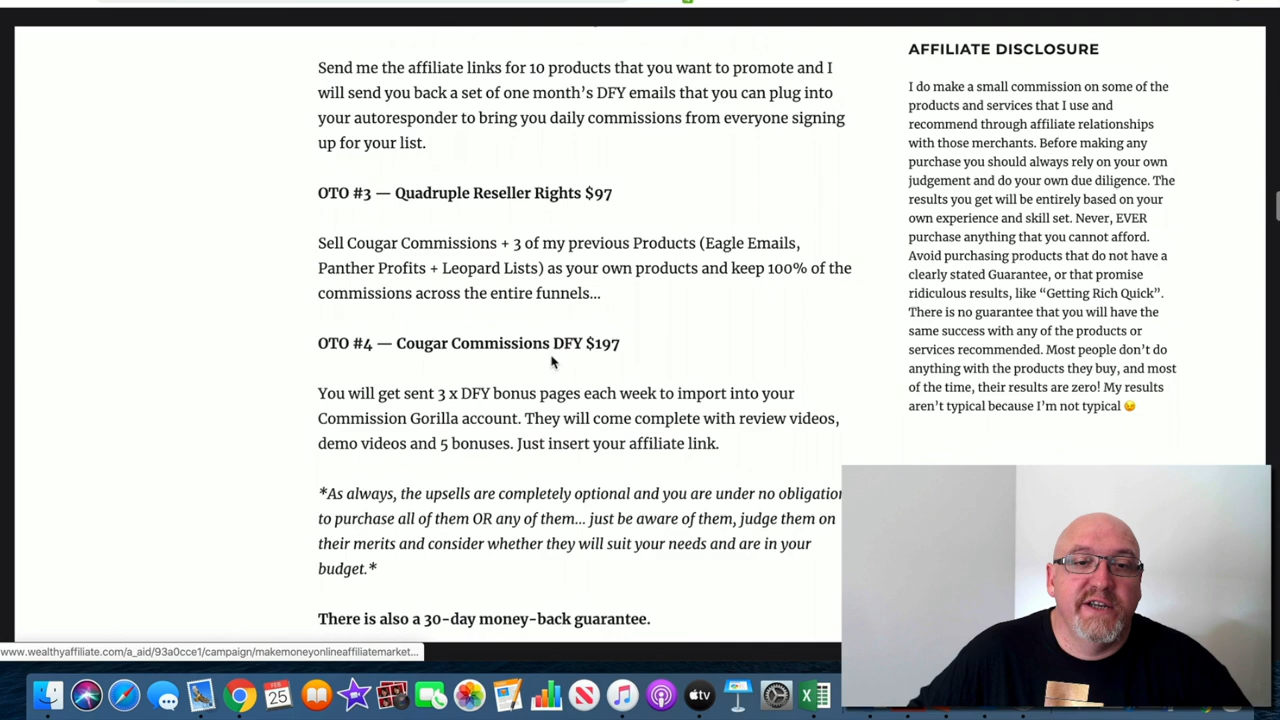 Send me the affiliate links for 10 products that you want to promote and I
will send you back a set of one month’s DFY emails that you can plug into
your autoresponder to bring you daily commissions from everyone signing
up for your list.
OTO #3 — Quadruple Reseller Rights $97
Sell Cougar Commissions + 3 of my previous Products (Eagle Emails,
Panther Profits + Leopard Lists) as your own products and keep 100% of the
commissions across the entire funnels...
OTO #4 — Cougar Commissions DFY $197
You will get sent 3 x DFY bonus pages each week to import into your
Commission Gorilla account. They will come complete with review videos,
demo videos and 5 bonuses. Just insert your affiliate link.
*As always, the upsells are completely optional and you are under no obligation
to purchase all of them OR any of them... just be aware of them, judge them on
their merits and consider whether they will suit your needs and are in your
budget.*
There is also a 30-day money-back guarantee.
AFFILIATE DISCLOSURE
I do make a small commission on some of the
products and services that I use and
recommend through affiliate relationships
with those merchants. Before making any
purchase you should always rely on your own
judgement and do your own due diligence. The
results you get will be entirely based on your
own experience and skill set. Never, EVER
purchase anything that you cannot afford.
Avoid purchasing products that do not have a
clearly stated Guarantee, or that promise
ridiculous results, like “Getting Rich Quick”.
There is no guarantee that you will have the
same success with any of the products or
services recommended. Most people don’t do
anything with the products they buy, and most
of the time, their results are zero! My results
aren’t typical because I’m not typical 😉
www.wealthyaffiliate.com/a_aid/93a0cce1/campaign/makemoneyonlineaffiliatemarket...
FEB
25
tv